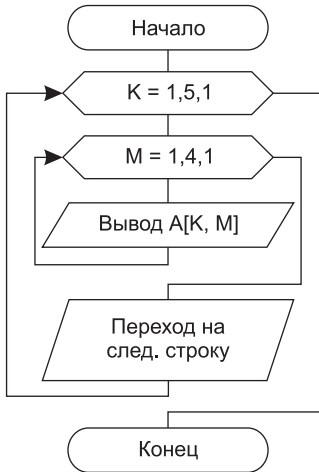 Начало
K = 1,5,1
M = 1,4,1
Вывод A[K, M]
Переход на
след. строку
Конец